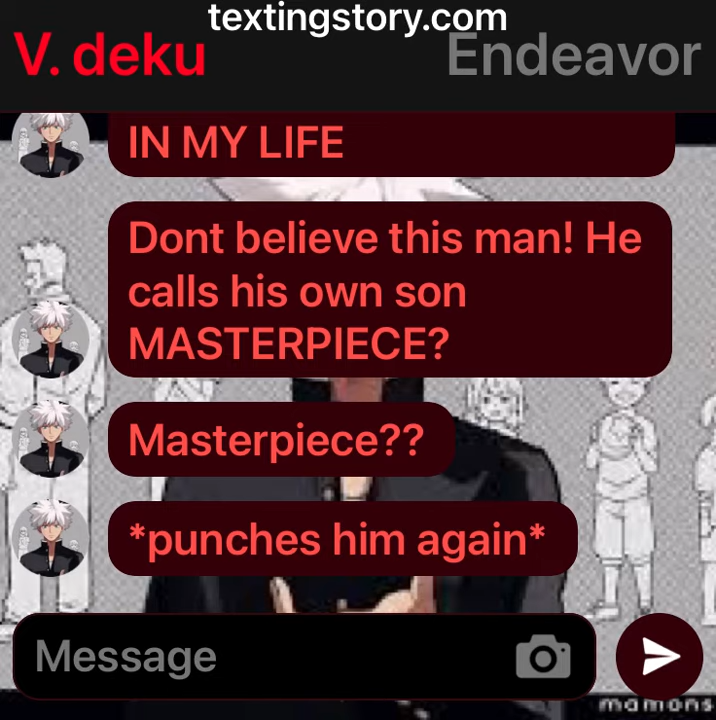 textingstory.com
V. deku Endeavor
IN MY LIFE
Dont believe this man! He
calls his own son
MASTERPIECE?
Masterpiece??
*punches him again*
Message
mamons